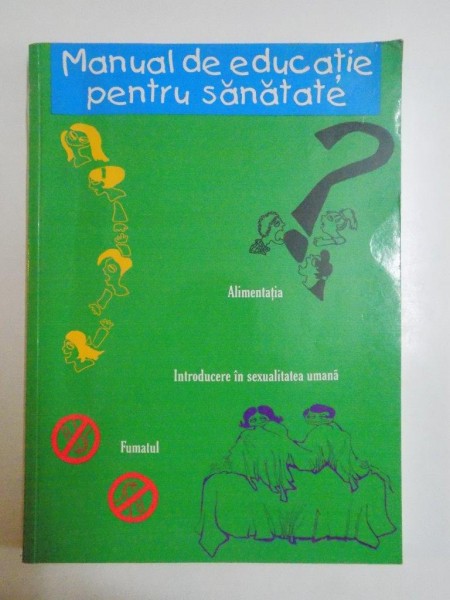 Manual de educație
pentru sănătate
Alimentația
Introducere în sexualitatea umană
Fumatul